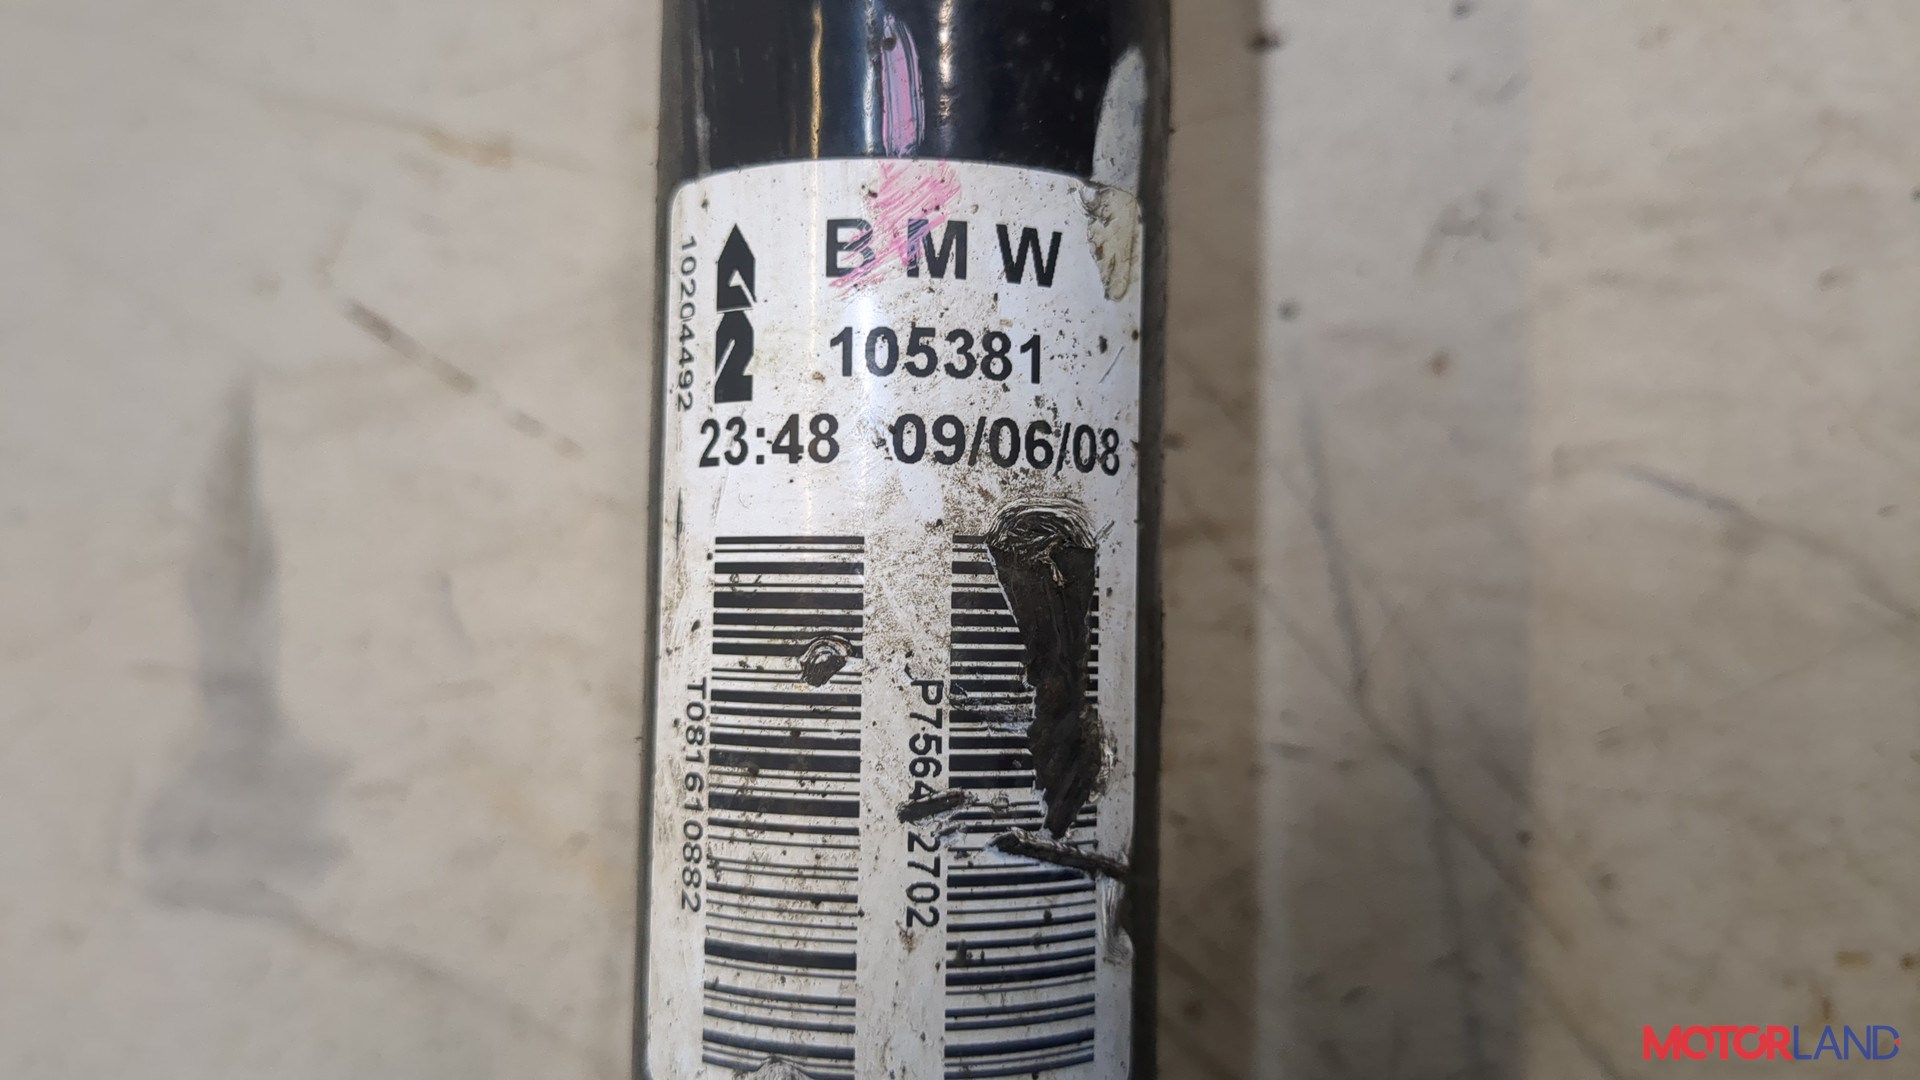 BMW
10204492
105381
23:48 09/06/08
T081610882
P7564 2702
MOTORLAND